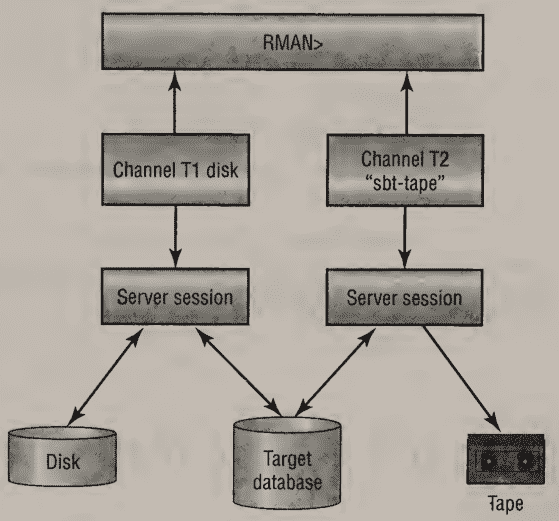 RMAN>
Channel T1 disk
Channel T2
"sbt-tape"
Server session
Server session
Disk
Target
database
Tape